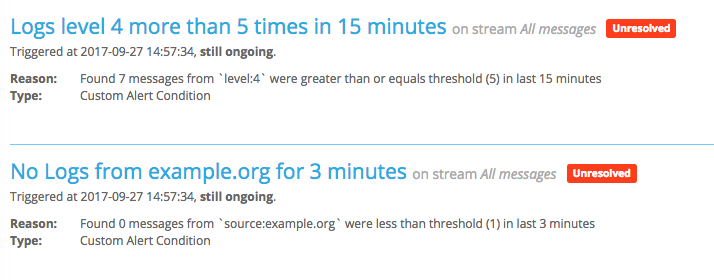 Logs level 4 more than 5 times in 15 minutes on stream All messages Unresolved
Triggered at 2017-09-27 14:57:34, still ongoing.
Reason: Found 7 messages from `level:4` were greater than or equals threshold (5) in last 15 minutes
Type: Custom Alert Condition
No Logs from example.org for 3 minutes on stream All messages Unresolved
Triggered at 2017-09-27 14:57:34, still ongoing.
Reason: Found 0 messages from `source:example.org` were less than threshold (1) in last 3 minutes
Type: Custom Alert Condition